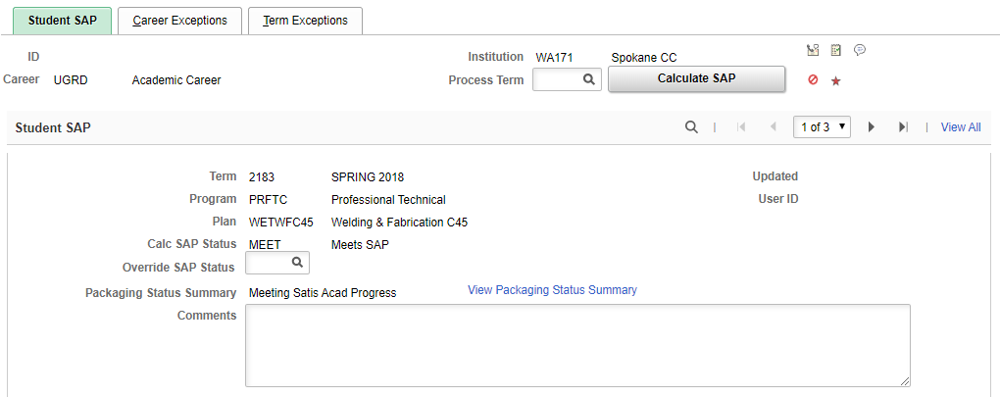 Student SAP Career Exceptions Term Exceptions
ID Institution WA171 Spokane CC
Career UGRD Academic Career Process Term Calculate SAP
Student SAP 1 of 3 View All
Term 2183 SPRING 2018 Updated
Program PRFTC Professional Technical User ID
Plan WETWFC45 Welding & Fabrication C45
Calc SAP Status MEET Meets SAP
Override SAP Status
Packaging Status Summary Meeting Satis Acad Progress View Packaging Status Summary
Comments